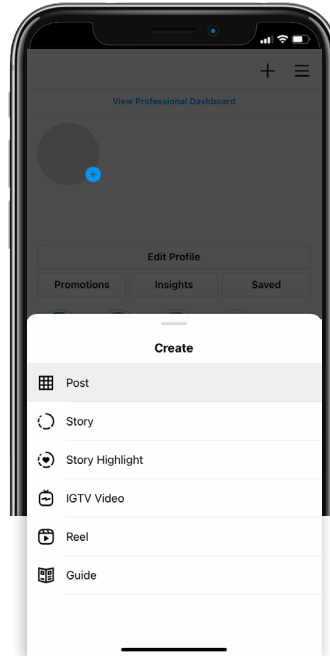 View Professional Dashboard
Edit Profile
Promotions Insights Saved
Create
Post
Story
Story Highlight
IGTV Video
Reel
Guide